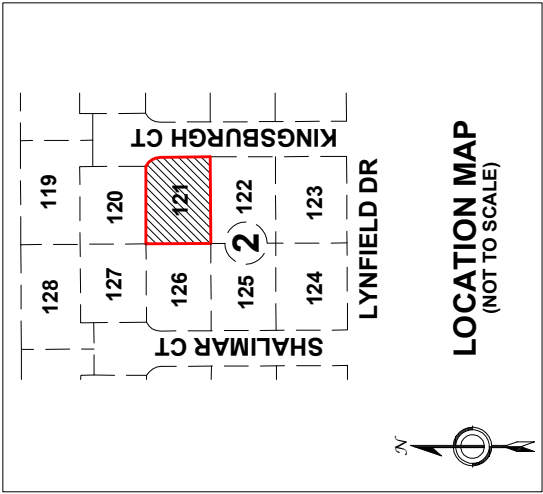 KINGSBURGH CT
119
120
121
122
123
2
128
127
126
125
124
SHALIMAR CT
LYNFIELD DR
LOCATION MAP
(NOT TO SCALE)
N